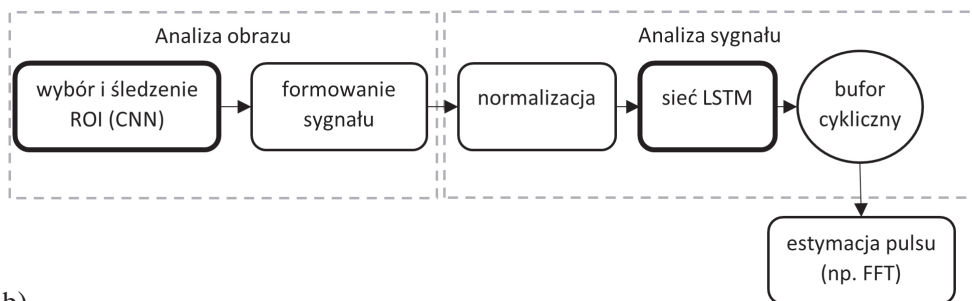 Analiza obrazu
wybór i śledzenie
ROI (CNN)
formowanie
sygnału
Analiza sygnału
normalizacja
sieć LSTM
bufor
cykliczny
estymacja pulsu
(np. FFT)
b)